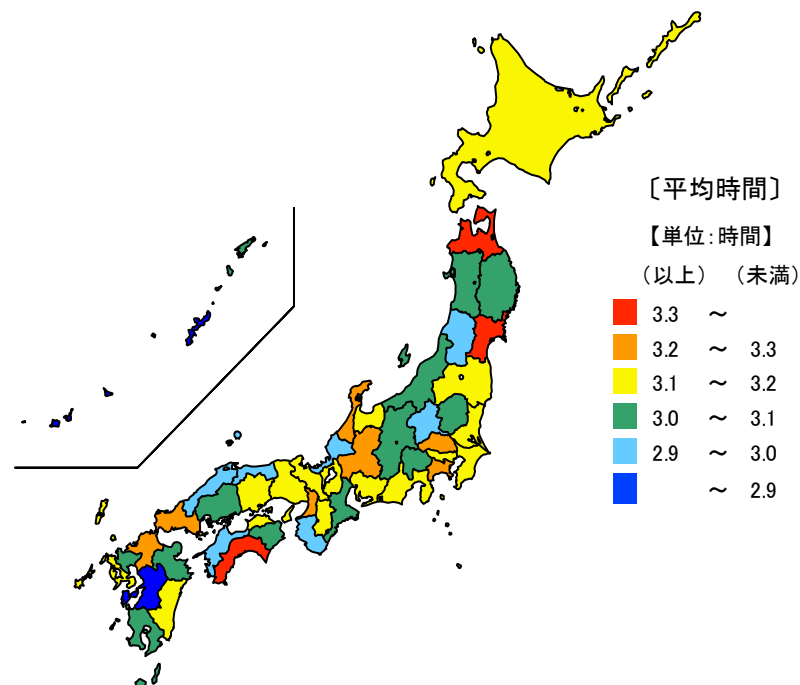 〔平均時間〕
【単位:時間】
（以上） （未満）
3.3 ～
3.2 ～ 3.3
3.1 ～ 3.2
3.0 ～ 3.1
2.9 ～ 3.0
～ 2.9